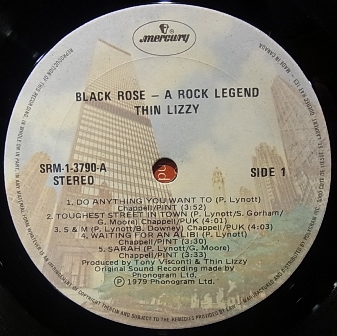 mercury
BLACK ROSE – A ROCK LEGEND
THIN LIZZY
SRM-1-3790-A
STEREO
SIDE 1
1. DO ANYTHING YOU WANT TO (P. Lynott)
Chappell/PINT (3:52)
2. TOUGHEST STREET IN TOWN (P. Lynott/S. Gorham/
G. Moore) Chappell/PUK (4:01)
3. S & M (P. Lynott/B. Downey) Chappell/PUK (4:03)
4. WAITING FOR AN ALIBI (P. Lynott)
Chappell/PINT (3:30)
5. SARAH (P. Lynott/G. Moore)
Chappell/PINT (3:33)
Produced by Tony Visconti & Thin Lizzy
Original Sound Recording made by
Phonogram Ltd.
℗ 1979 Phonogram Ltd.
MADE IN CANADA